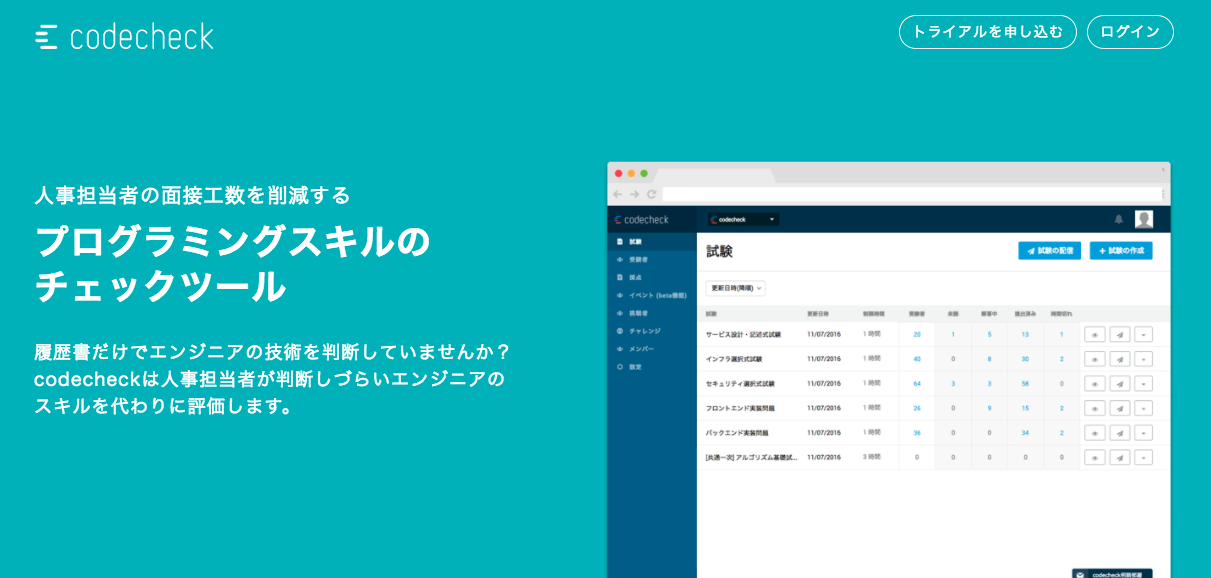 codecheck
トライアルを申し込む
ログイン
人事担当者の面接工数を削減する
プログラミングスキルの
チェックツール
履歴書だけでエンジニアの技術を判断していませんか？
codecheckは人事担当者が判断しづらいエンジニアの
スキルを代わりに評価します。
codecheck
codecheck
試験
受験者
採点
イベント (beta機能)
挑戦者
チャレンジ
メンバー
設定
試験
試験の配信
+ 試験の作成
更新日時(降順)
試験 更新日時 制限時間 受験者 未開 解答中 提出済み 時間切れ
サービス設計・記述式試験 11/07/2016 1 時間 20 1 5 13 1
インフラ選択式試験 11/07/2016 1 時間 40 0 8 30 2
セキュリティ選択式試験 11/07/2016 1 時間 64 3 3 58 0
フロントエンド実装問題 11/07/2016 1 時間 26 0 9 15 2
バックエンド実装問題 11/07/2016 1 時間 36 0 0 34 2
[共通一次] アルゴリズム基礎試... 11/07/2016 3 時間 0 0 0 0 0